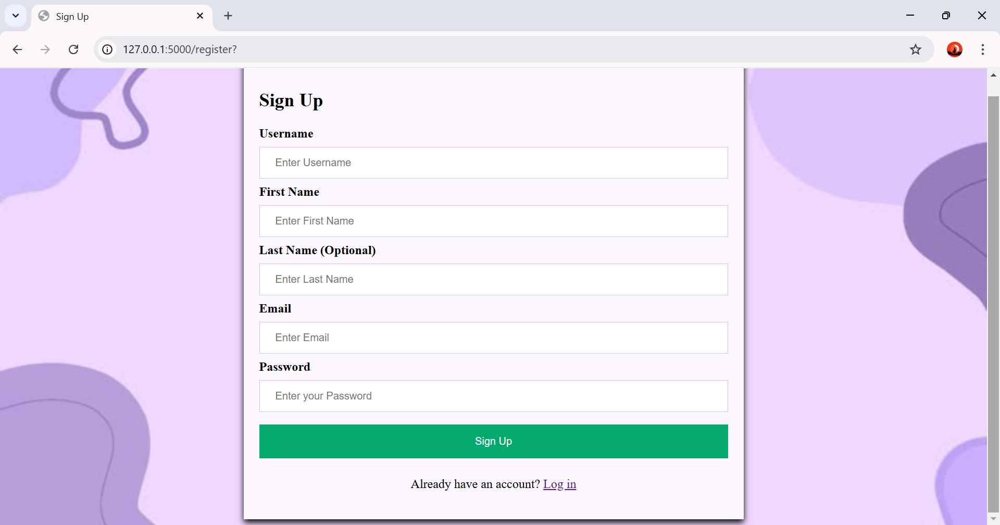 Sign Up
127.0.0.1:5000/register?
Sign Up
Username
Enter Username
First Name
Enter First Name
Last Name (Optional)
Enter Last Name
Email
Enter Email
Password
Enter your Password
Sign Up
Already have an account? Log in